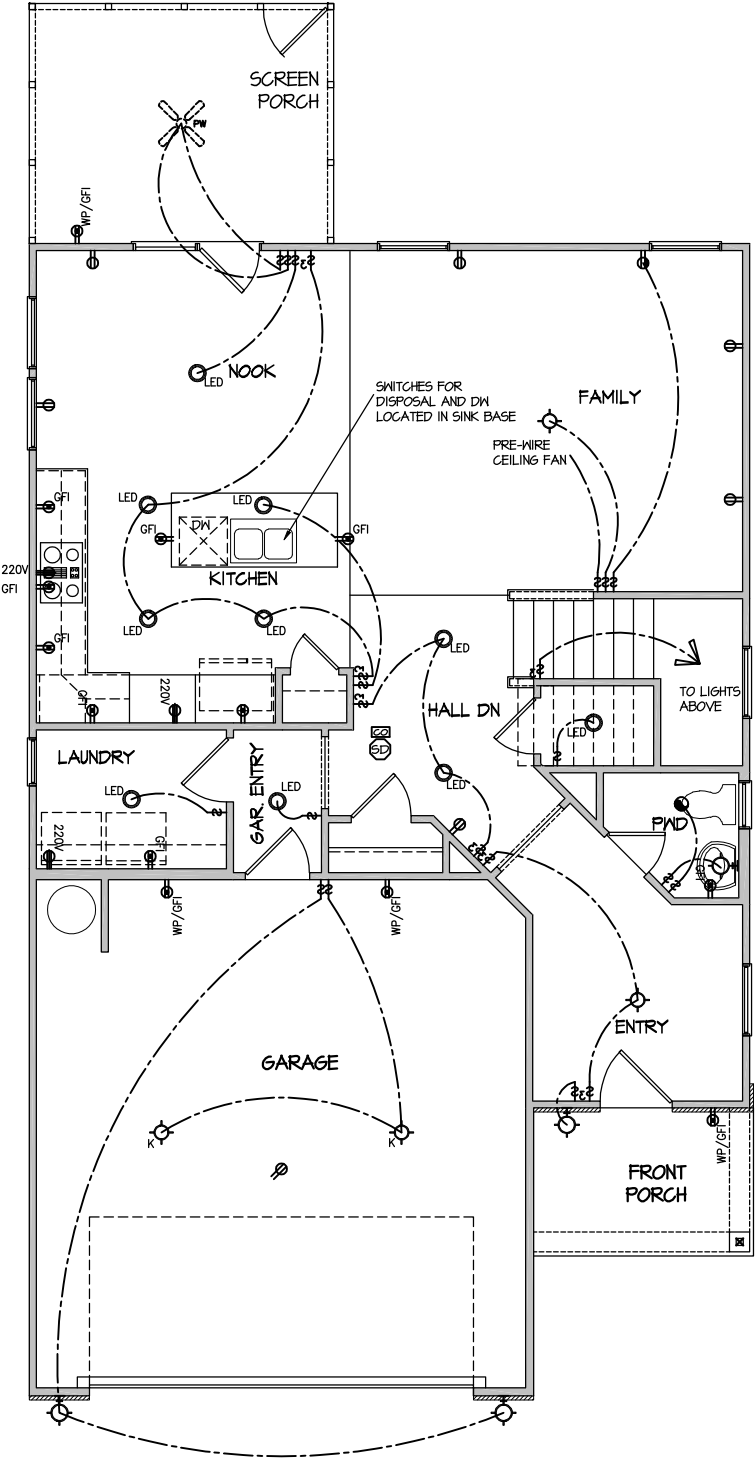 SCREEN
PORCH
PW
WP/GFI
LED
NOOK
SWITCHES FOR
DISPOSAL AND DW
LOCATED IN SINK BASE
FAMILY
PRE-WIRE
CEILING FAN
GFI
LED
LED
DW
GFI
GFI
220V
GFI
KITCHEN
LED
LED
GFI
LED
GFI
220V
TO LIGHTS
ABOVE
HALL DN
LED
CO
SD
LAUNDRY
GAR. ENTRY
LED
LED
LED
PWD
220V
GFI
GFI
WP/GFI
WP/GFI
ENTRY
GARAGE
K
K
WP/GFI
FRONT
PORCH